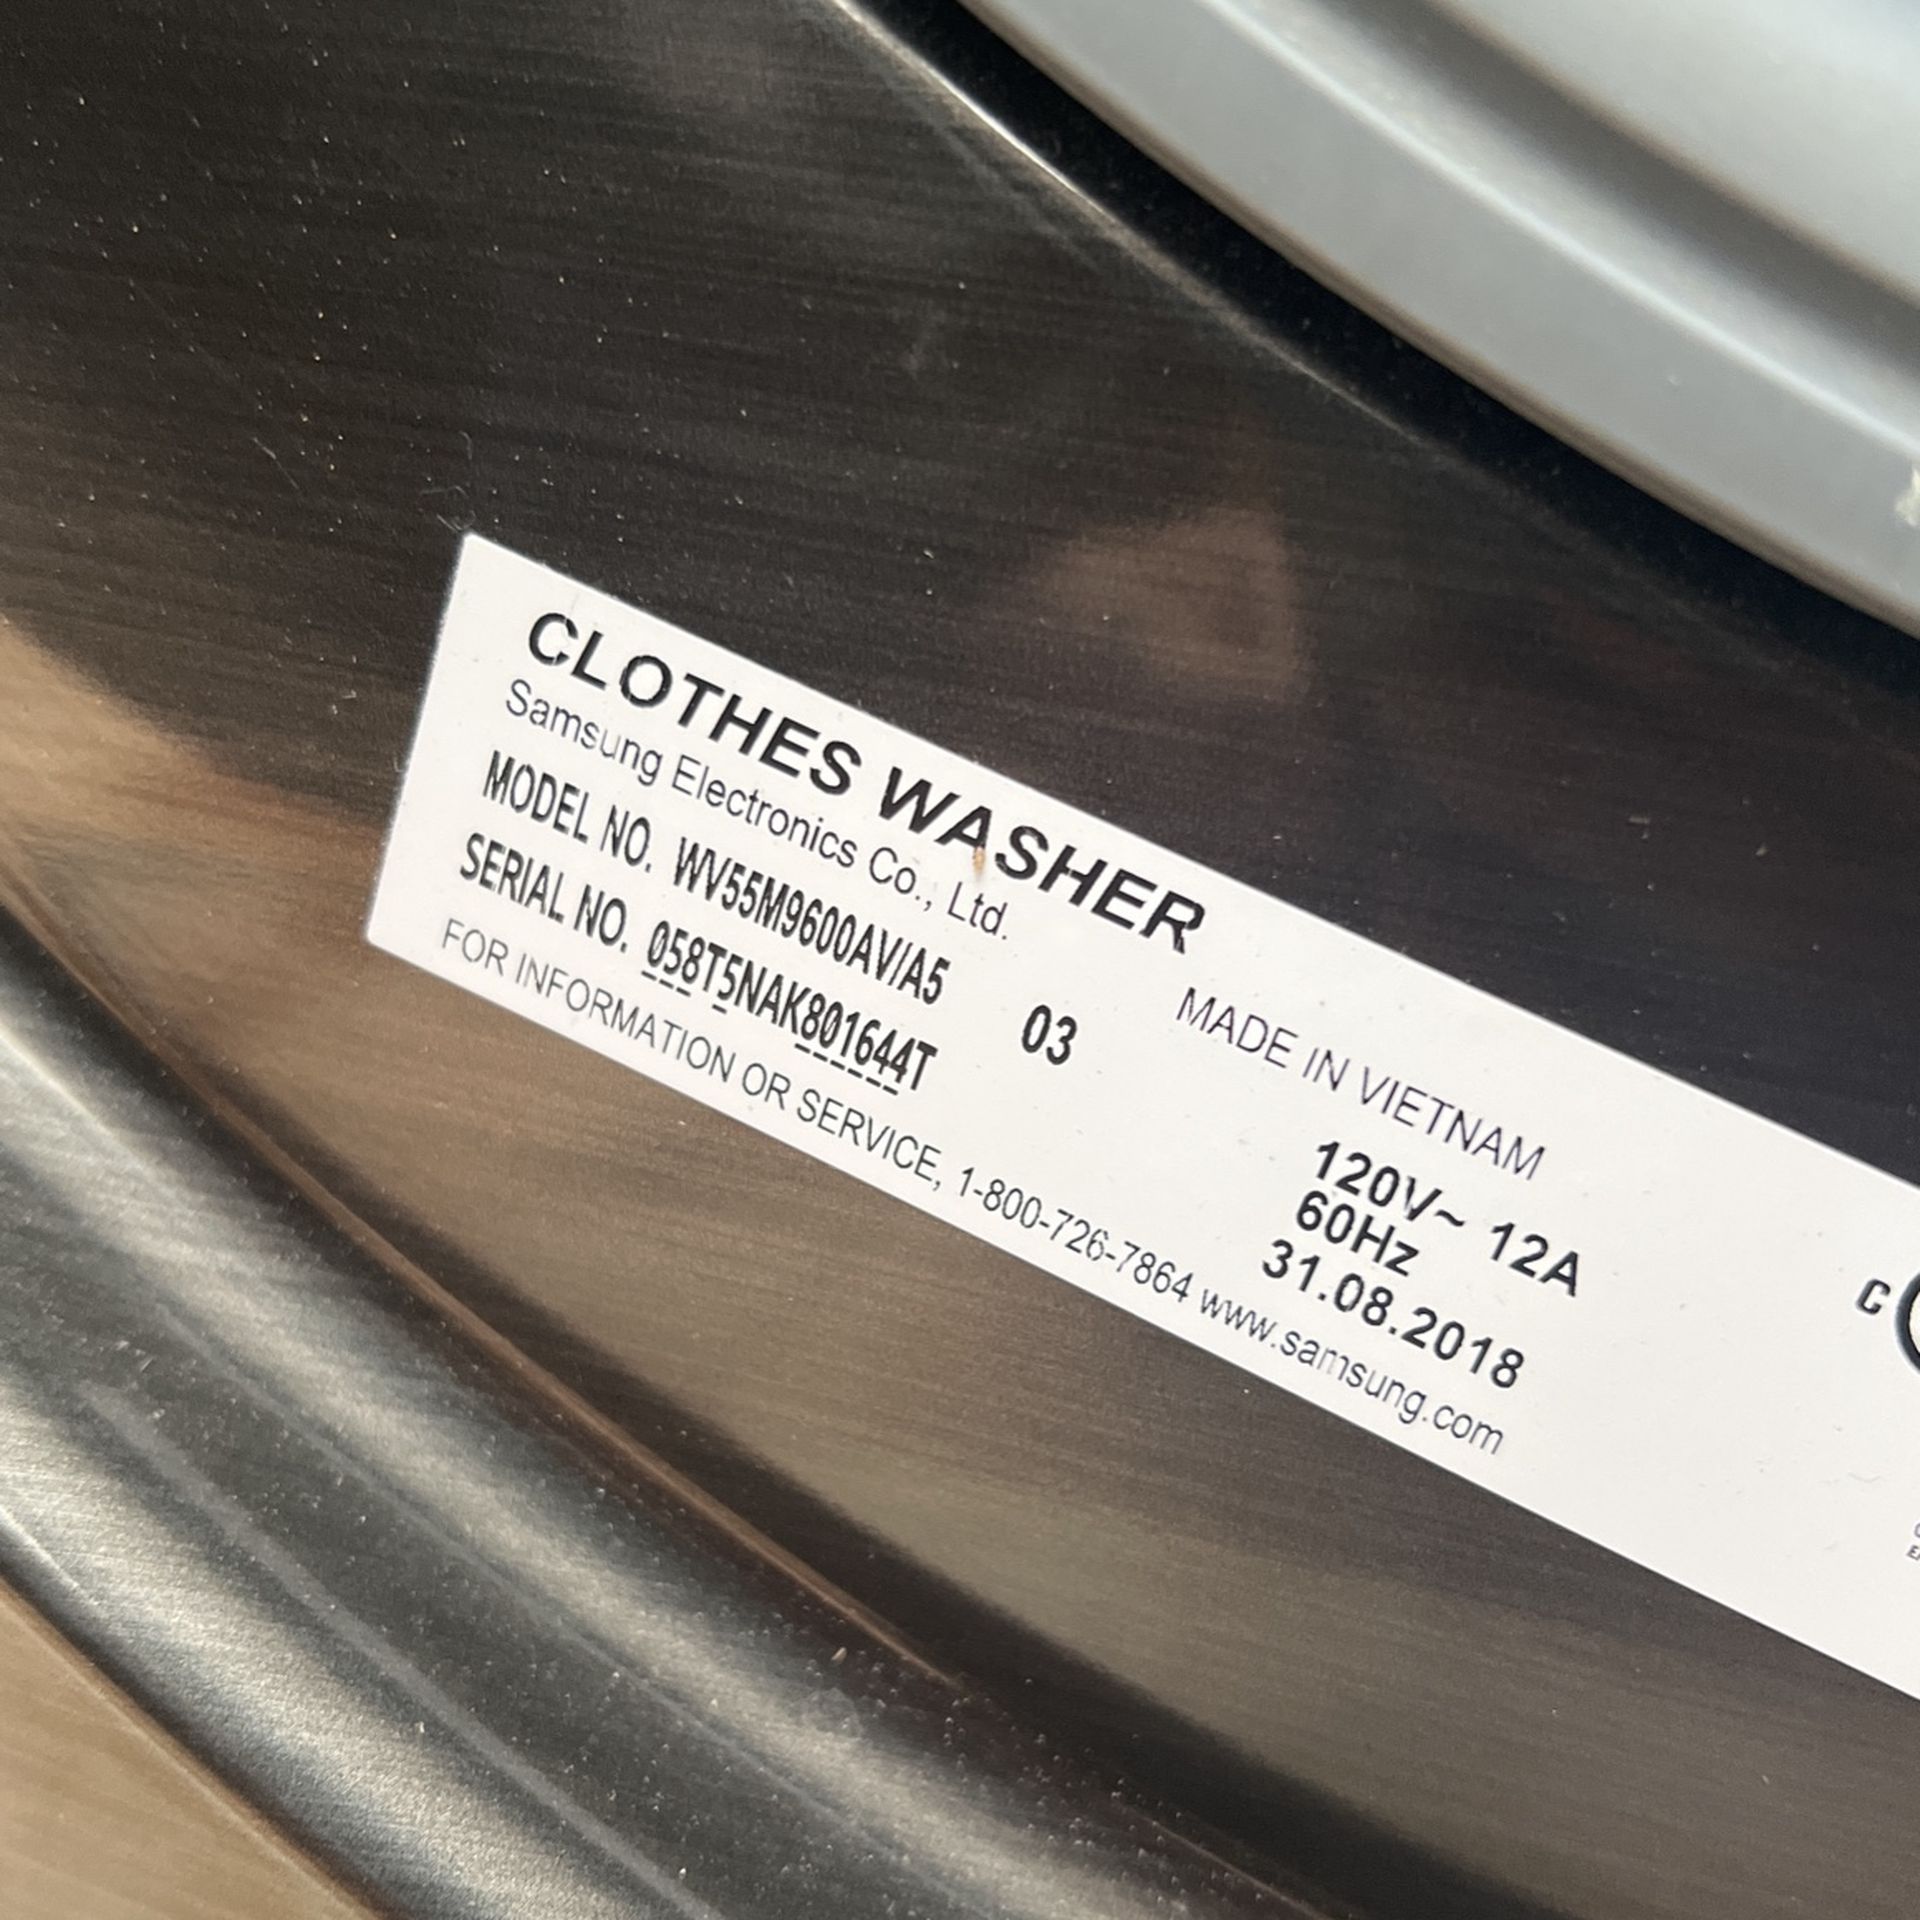 CLOTHES WASHER
Samsung Electronics Co., Ltd.
MODEL NO. WV55M9600AV/A5 03
SERIAL NO. 058T5NAK801644T
FOR INFORMATION OR SERVICE, 1-800-726-7864 www.samsung.com
MADE IN VIETNAM
120V~ 12A
60Hz
31.08.2018
C